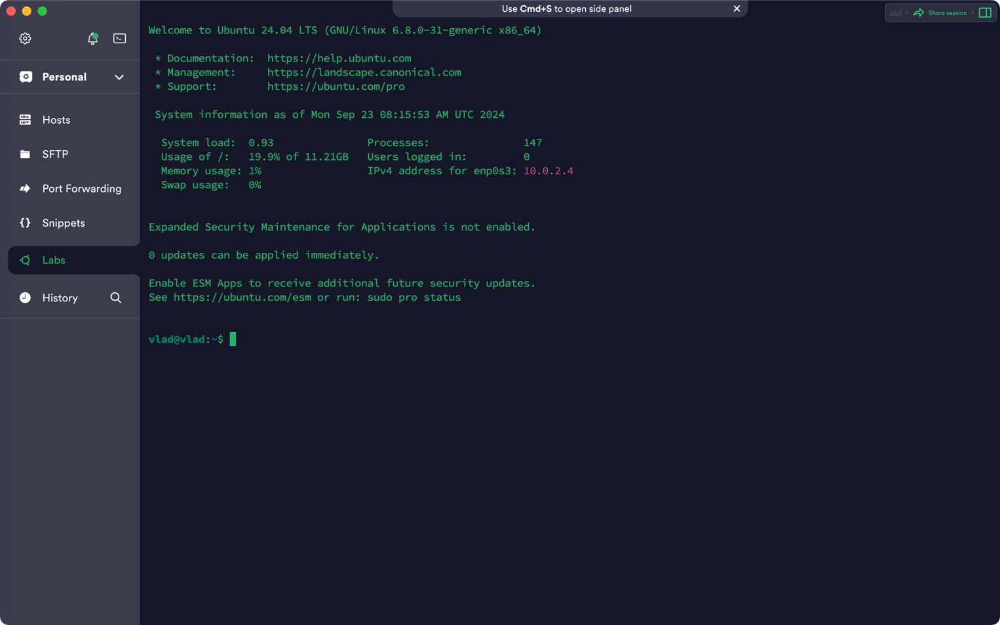 Use Cmd+S to open side panel
Share session
Personal
Hosts
SFTP
Port Forwarding
Snippets
Labs
History
Welcome to Ubuntu 24.04 LTS (GNU/Linux 6.8.0-31-generic x86_64)
* Documentation: https://help.ubuntu.com
* Management: https://landscape.canonical.com
* Support: https://ubuntu.com/pro
System information as of Mon Sep 23 08:15:53 AM UTC 2024
System load: 0.93 Processes: 147
Usage of /: 19.9% of 11.21GB Users logged in: 0
Memory usage: 1% IPv4 address for enp0s3: 10.0.2.4
Swap usage: 0%
Expanded Security Maintenance for Applications is not enabled.
0 updates can be applied immediately.
Enable ESM Apps to receive additional future security updates.
See https://ubuntu.com/esm or run: sudo pro status
vlad@vlad:~$